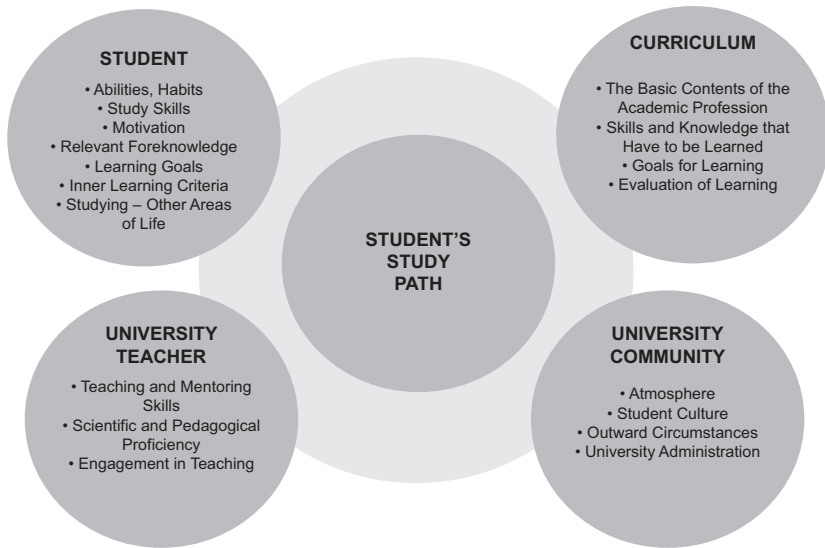 STUDENT
• Abilities, Habits
• Study Skills
• Motivation
• Relevant Foreknowledge
• Learning Goals
• Inner Learning Criteria
• Studying – Other Areas
of Life
CURRICULUM
• The Basic Contents of the
Academic Profession
• Skills and Knowledge that
Have to be Learned
• Goals for Learning
• Evaluation of Learning
STUDENT’S
STUDY
PATH
UNIVERSITY
TEACHER
• Teaching and Mentoring
Skills
• Scientific and Pedagogical
Proficiency
• Engagement in Teaching
UNIVERSITY
COMMUNITY
• Atmosphere
• Student Culture
• Outward Circumstances
• University Administration